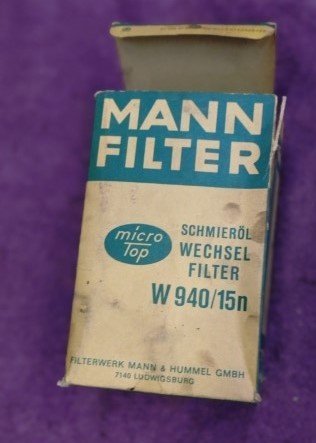 MANN
FILTER
micro
Top
SCHMIERÖL
WECHSEL
FILTER
W 940/15n
FILTERWERK MANN & HUMMEL GMBH
7140 LUDWIGSBURG